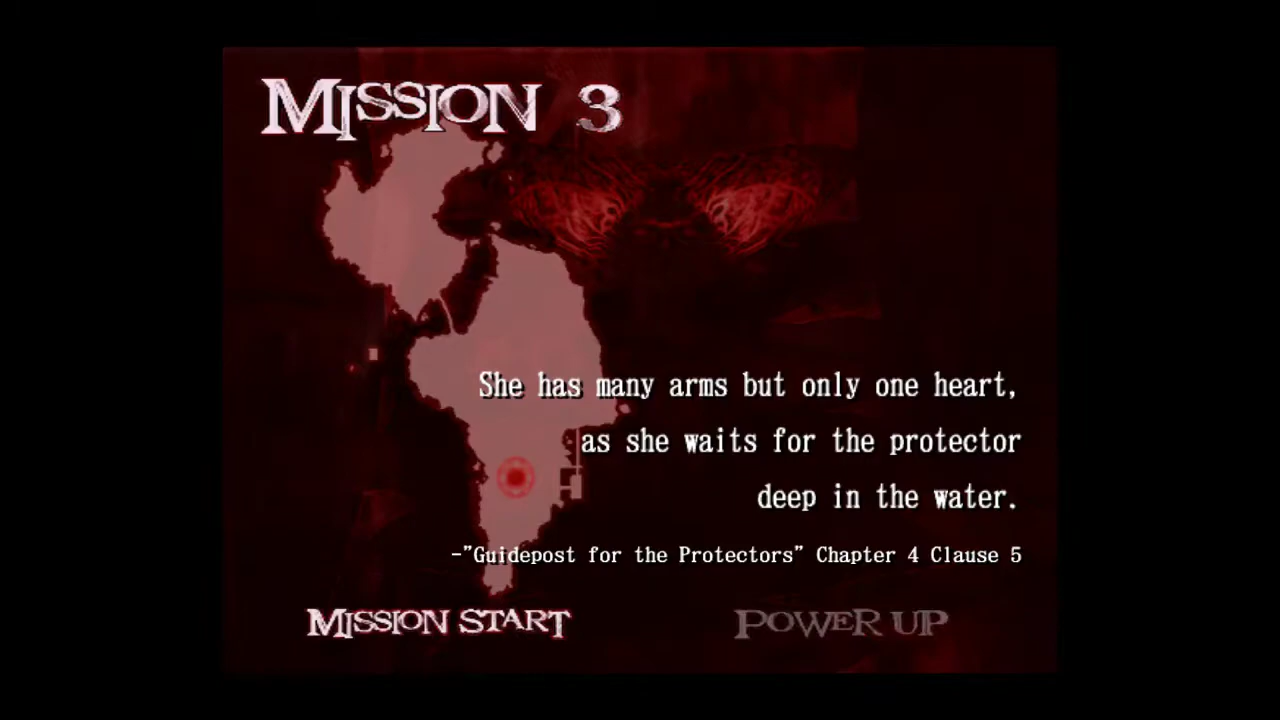 MISSION 3
She has many arms but only one heart,
as she waits for the protector
deep in the water.
-"Guidepost for the Protectors" Chapter 4 Clause 5
MISSION START
POWER UP